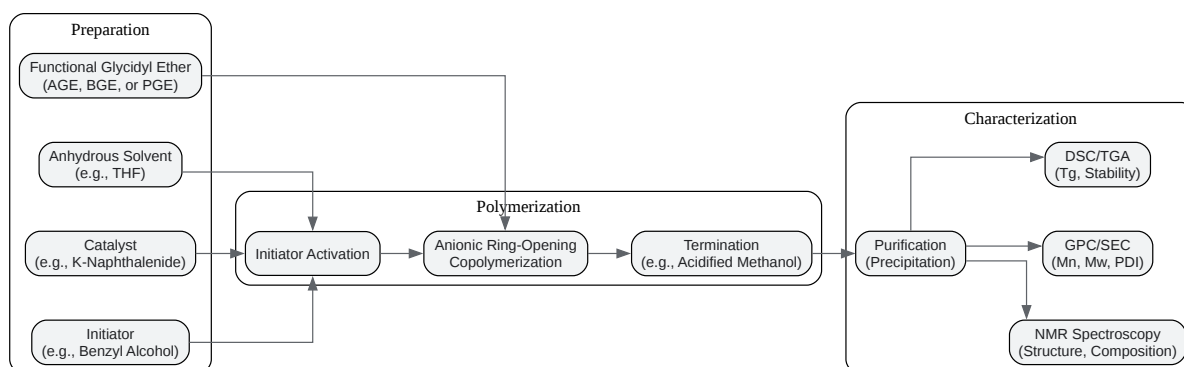 Preparation
Functional Glycidyl Ether
(AGE, BGE, or PGE)
Anhydrous Solvent
(e.g., THF)
Catalyst
(e.g., K-Naphthalenide)
Initiator
(e.g., Benzyl Alcohol)
Polymerization
Initiator Activation
Anionic Ring-Opening
Copolymerization
Termination
(e.g., Acidified Methanol)
Characterization
Purification
(Precipitation)
DSC/TGA
(Tg, Stability)
GPC/SEC
(Mn, Mw, PDI)
NMR Spectroscopy
(Structure, Composition)